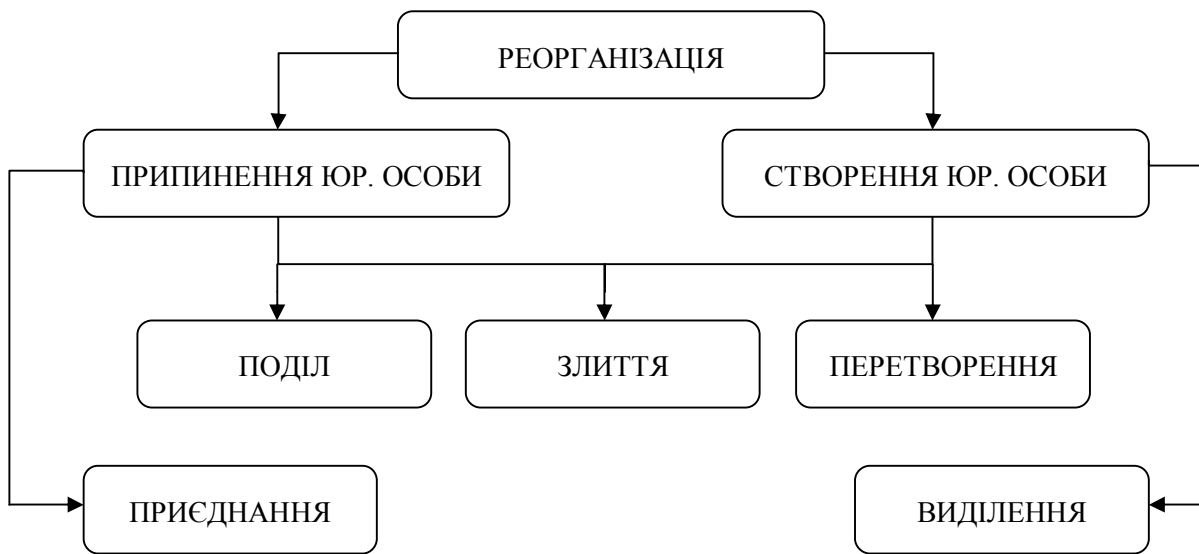 РЕОРГАНІЗАЦІЯ
ПРИПИНЕННЯ ЮР. ОСОБИ
СТВОРЕННЯ ЮР. ОСОБИ
ПОДІЛ
ЗЛИТТЯ
ПЕРЕТВОРЕННЯ
ПРИЄДНАННЯ
ВИДІЛЕННЯ